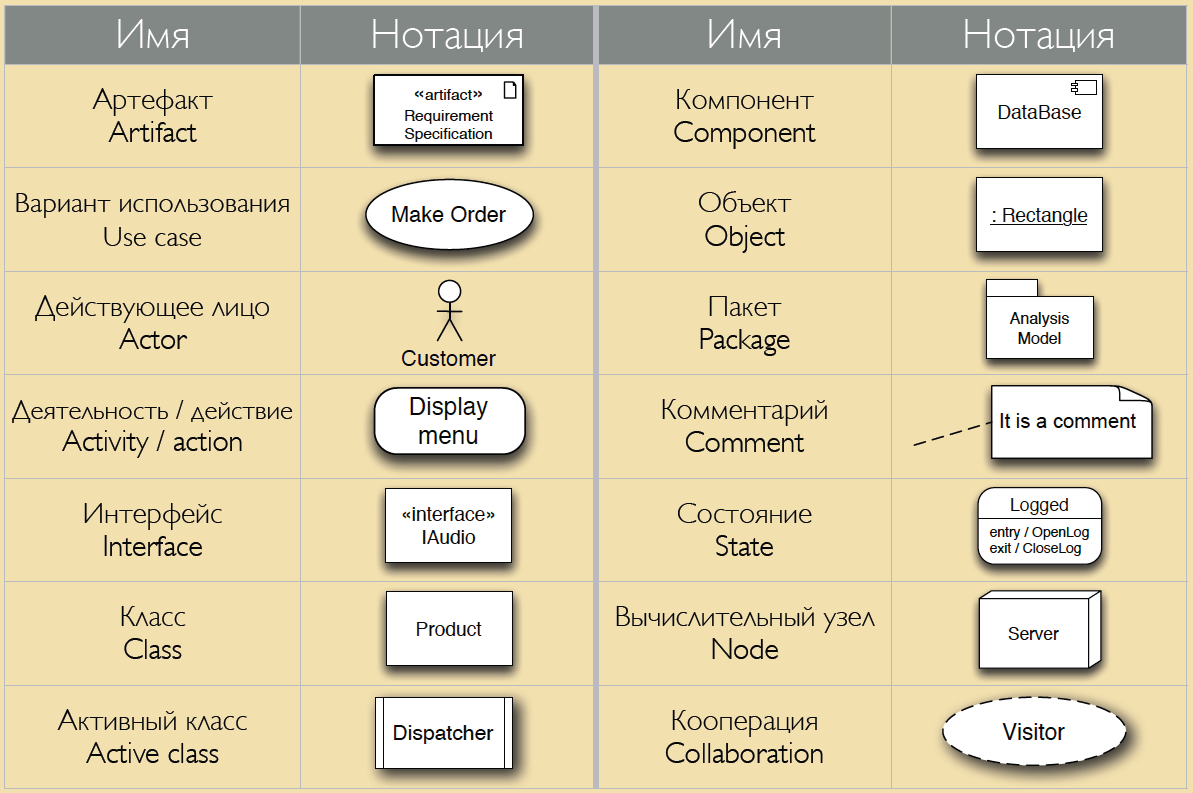 Имя
Нотация
Имя
Нотация
Артефакт
Artifact
«artifact»
Requirement
Specification
Компонент
Component
DataBase
Вариант использования
Use case
Make Order
Объект
Object
: Rectangle
Действующее лицо
Actor
Customer
Пакет
Package
Analysis
Model
Деятельность / действие
Activity / action
Display
menu
Комментарий
Comment
It is a comment
Интерфейс
Interface
«interface»
IAudio
Состояние
State
Logged
entry / OpenLog
exit / CloseLog
Класс
Class
Product
Вычислительный узел
Node
Server
Активный класс
Active class
Dispatcher
Кооперация
Collaboration
Visitor